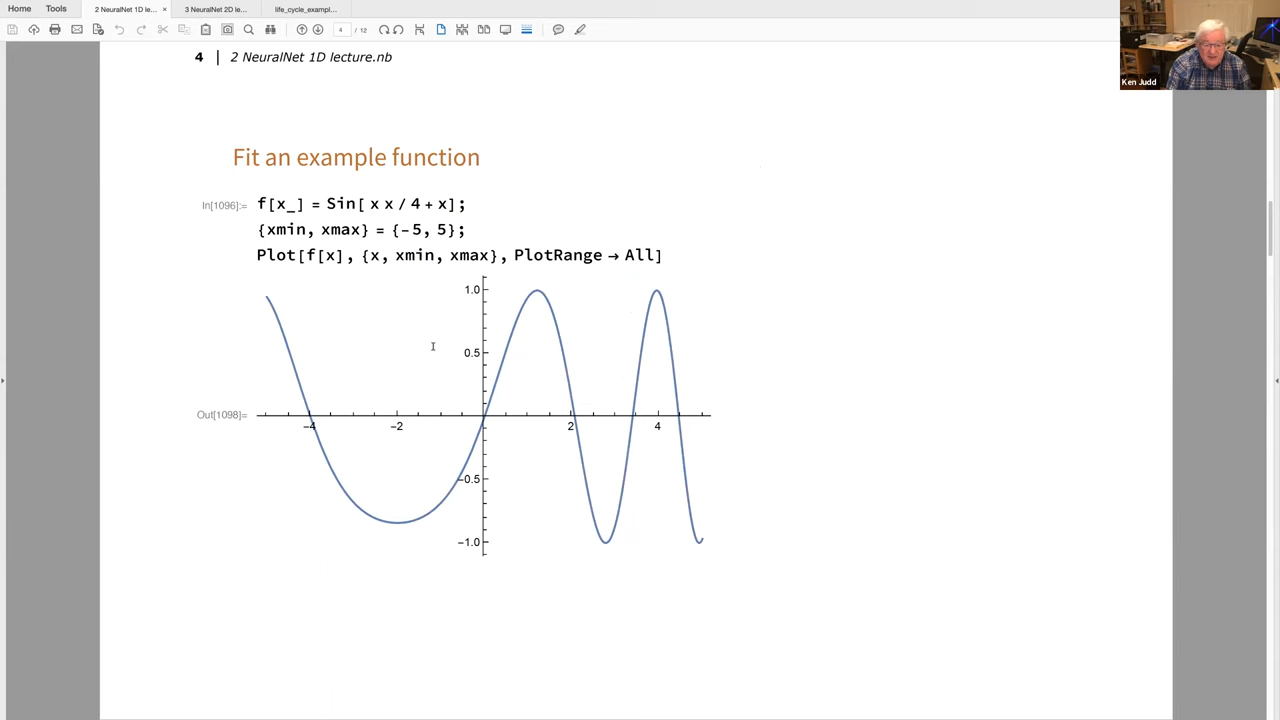 Home Tools 2 NeuralNet 1D le... × 3 NeuralNet 2D le... life_cycle_exampl...
4 / 12
4 | 2 NeuralNet 1D lecture.nb
Ken Judd
Fit an example function
In[1096]:= f[x_] = Sin[ x x / 4 + x];
{xmin, xmax} = {-5, 5};
Plot[f[x], {x, xmin, xmax}, PlotRange → All]
1.0
0.5
Out[1098]=
-4 -2 2 4
-0.5
-1.0